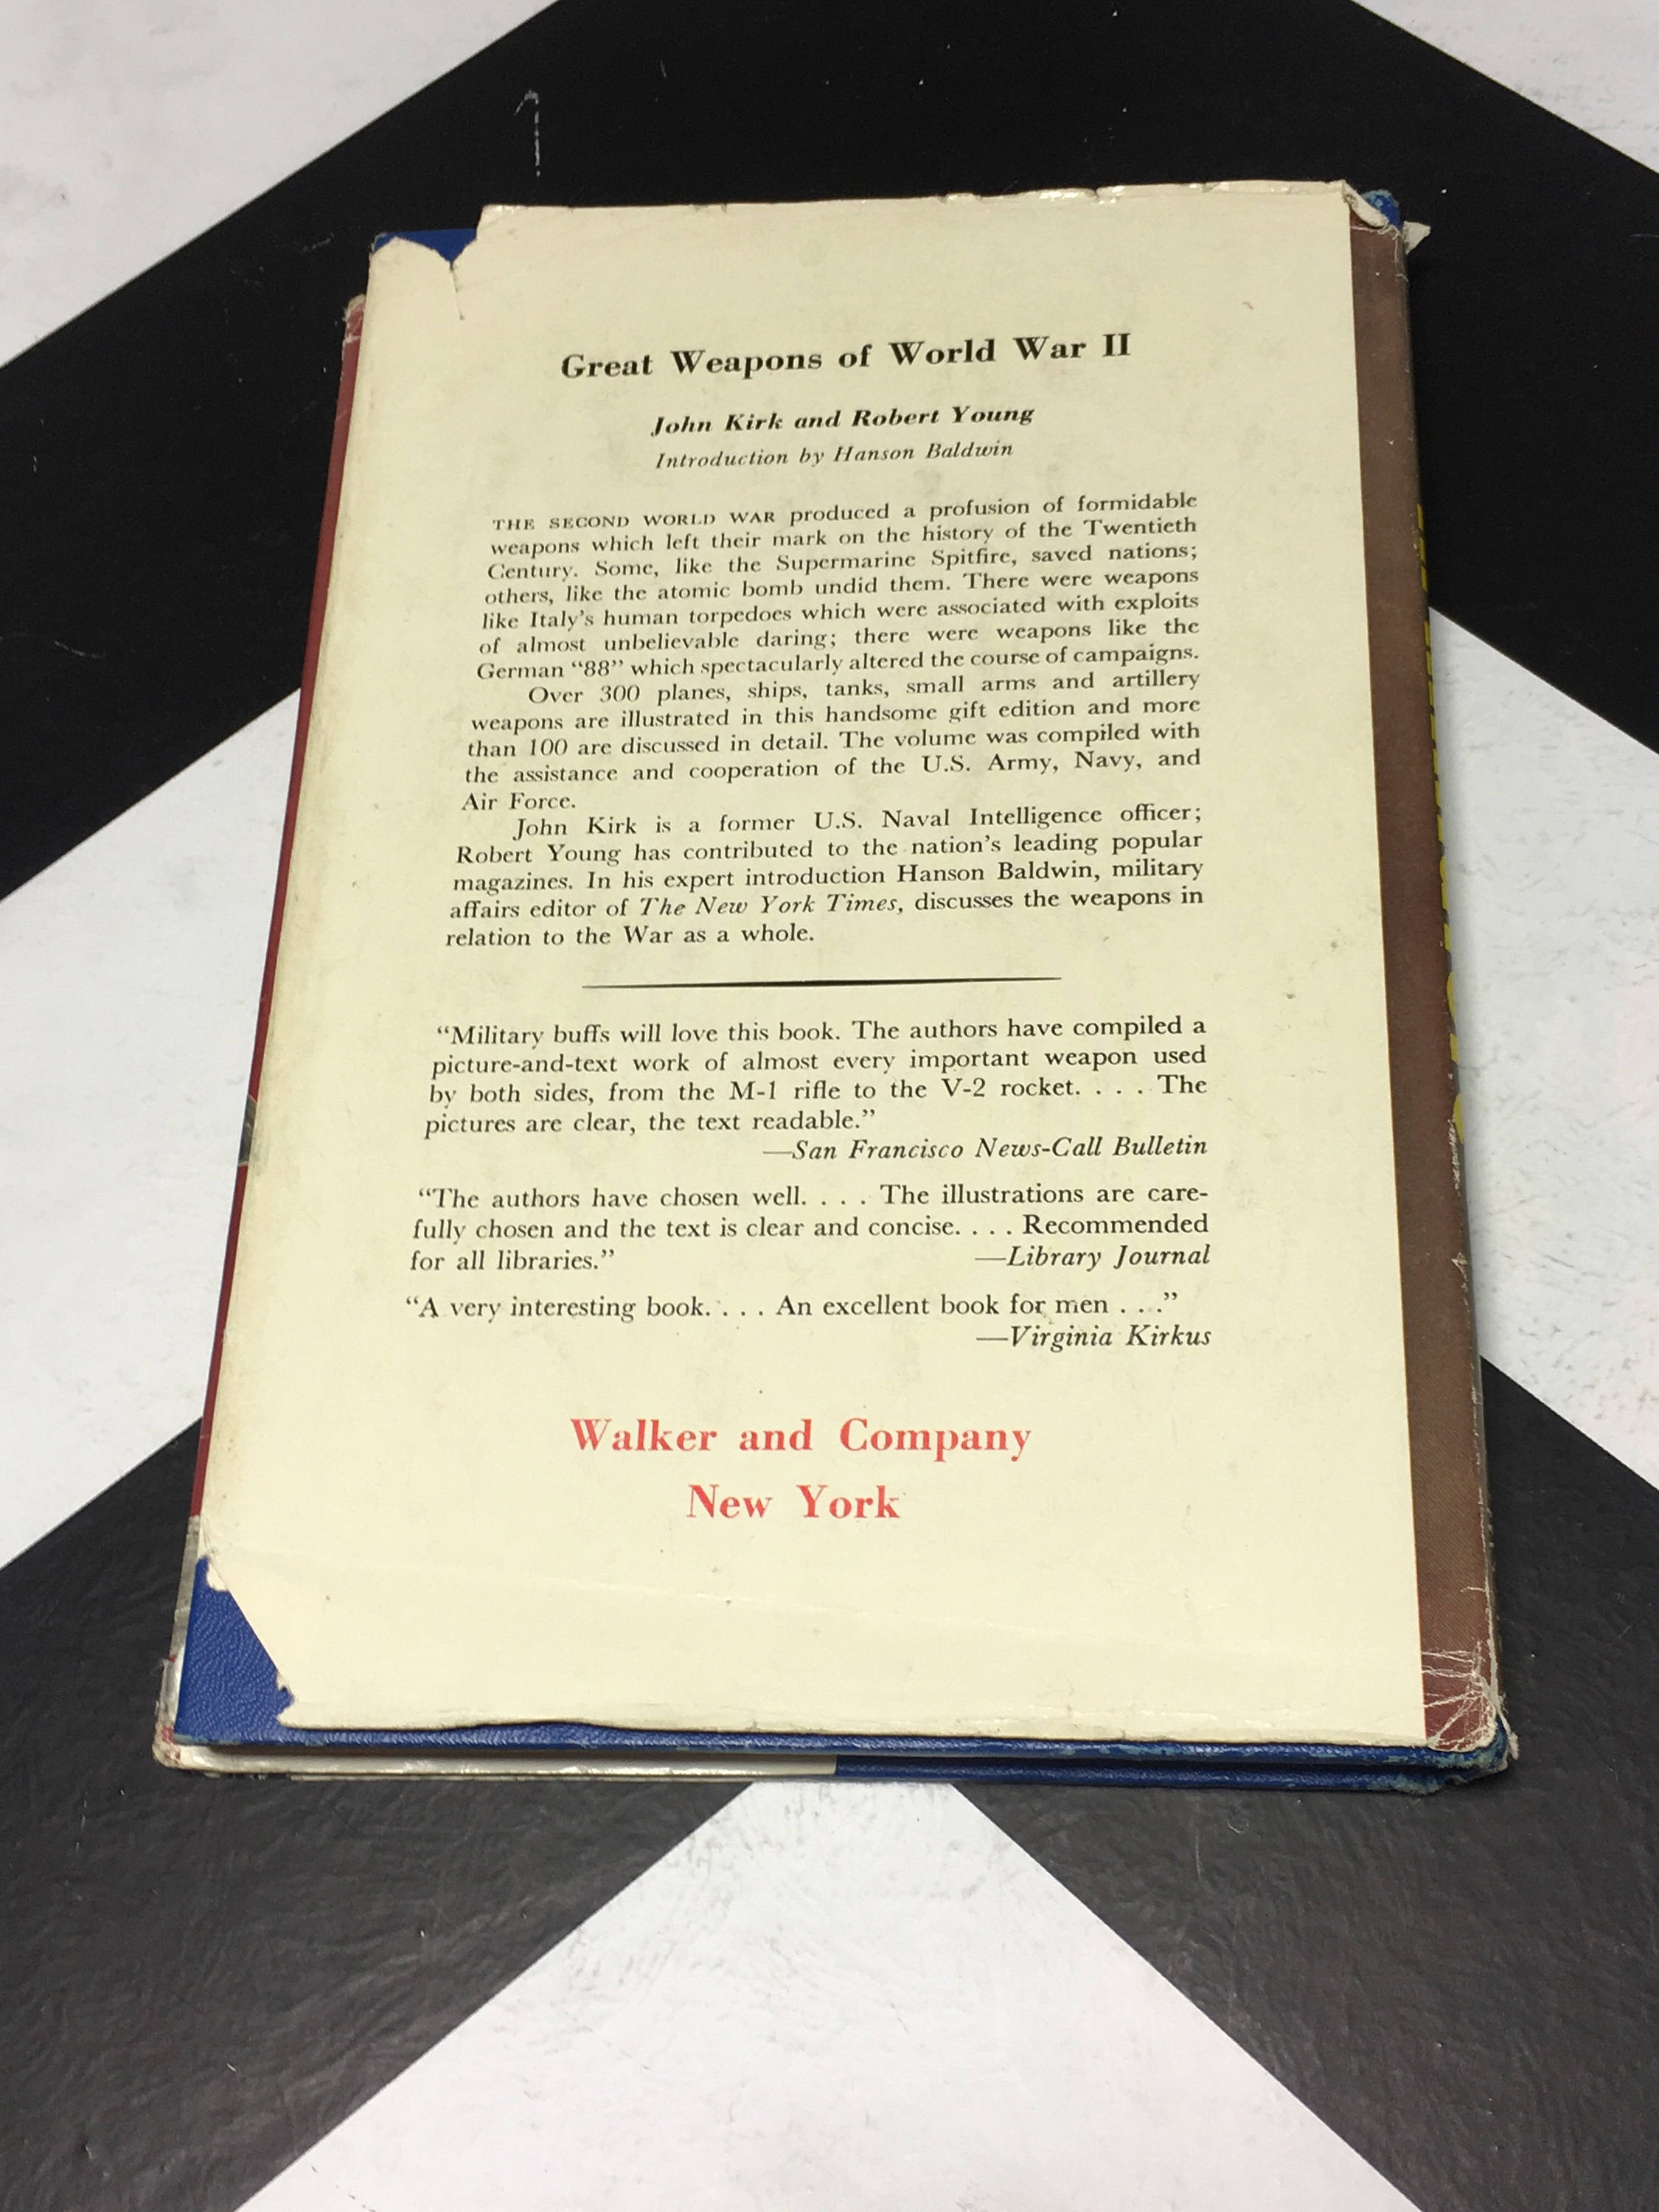 Great Weapons of World War II
John Kirk and Robert Young
Introduction by Hanson Baldwin
THE SECOND WORLD WAR produced a profusion of formidable
weapons which left their mark on the history of the Twentieth
Century. Some, like the Supermarine Spitfire, saved nations;
others, like the atomic bomb undid them. There were weapons
like Italy's human torpedoes which were associated with exploits
of almost unbelievable daring; there were weapons like the
German “88” which spectacularly altered the course of campaigns.
Over 300 planes, ships, tanks, small arms and artillery
weapons are illustrated in this handsome gift edition and more
than 100 are discussed in detail. The volume was compiled with
the assistance and cooperation of the U.S. Army, Navy, and
Air Force.
John Kirk is a former U.S. Naval Intelligence officer;
Robert Young has contributed to the nation's leading popular
magazines. In his expert introduction Hanson Baldwin, military
affairs editor of The New York Times, discusses the weapons in
relation to the War as a whole.
“Military buffs will love this book. The authors have compiled a
picture-and-text work of almost every important weapon used
by both sides, from the M-1 rifle to the V-2 rocket. . . . The
pictures are clear, the text readable.”
—San Francisco News-Call Bulletin
“The authors have chosen well. . . . The illustrations are care-
fully chosen and the text is clear and concise. . . . Recommended
for all libraries.” —Library Journal
“A very interesting book. . . . An excellent book for men . . .”
—Virginia Kirkus
Walker and Company
New York